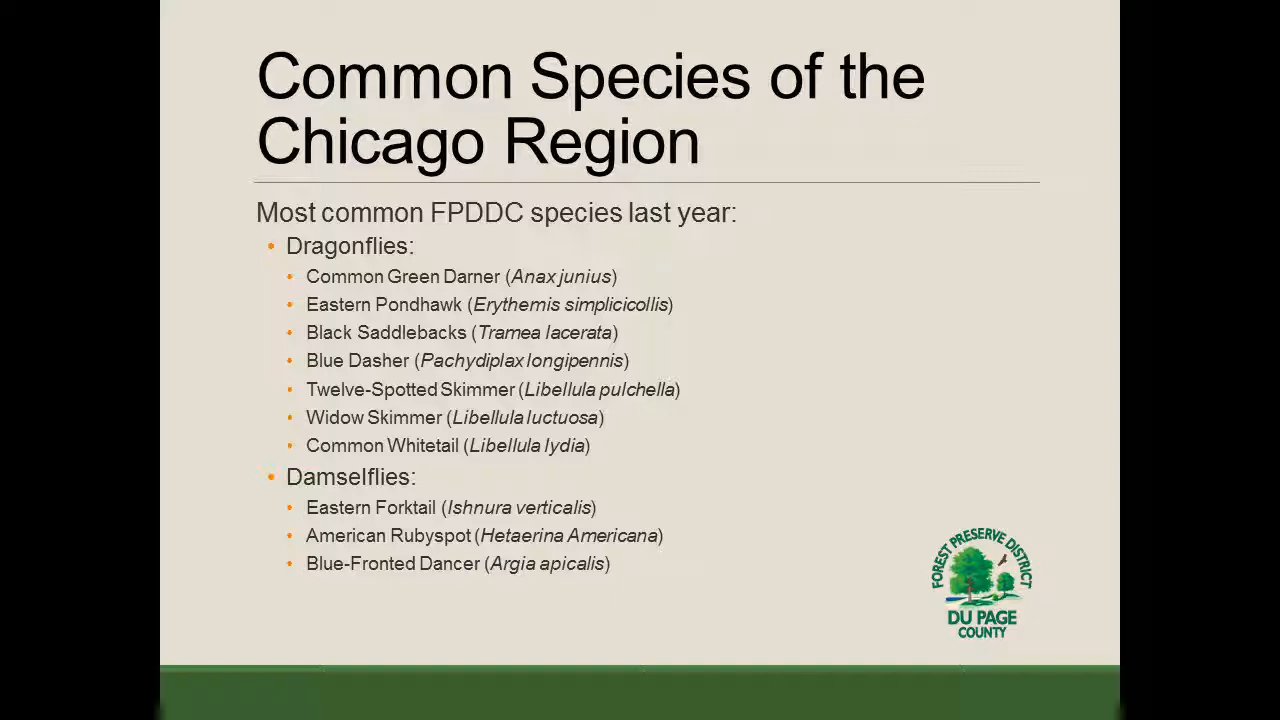 Common Species of the
Chicago Region
Most common FPDDC species last year:
• Dragonflies:
• Common Green Darner (Anax junius)
• Eastern Pondhawk (Erythemis simplicicollis)
• Black Saddlebacks (Tramea lacerata)
• Blue Dasher (Pachydiplax longipennis)
• Twelve-Spotted Skimmer (Libellula pulchella)
• Widow Skimmer (Libellula luctuosa)
• Common Whitetail (Libellula lydia)
• Damselflies:
• Eastern Forktail (Ishnura verticalis)
• American Rubyspot (Hetaerina Americana)
• Blue-Fronted Dancer (Argia apicalis)
FOREST PRESERVE DISTRICT
DU PAGE
COUNTY